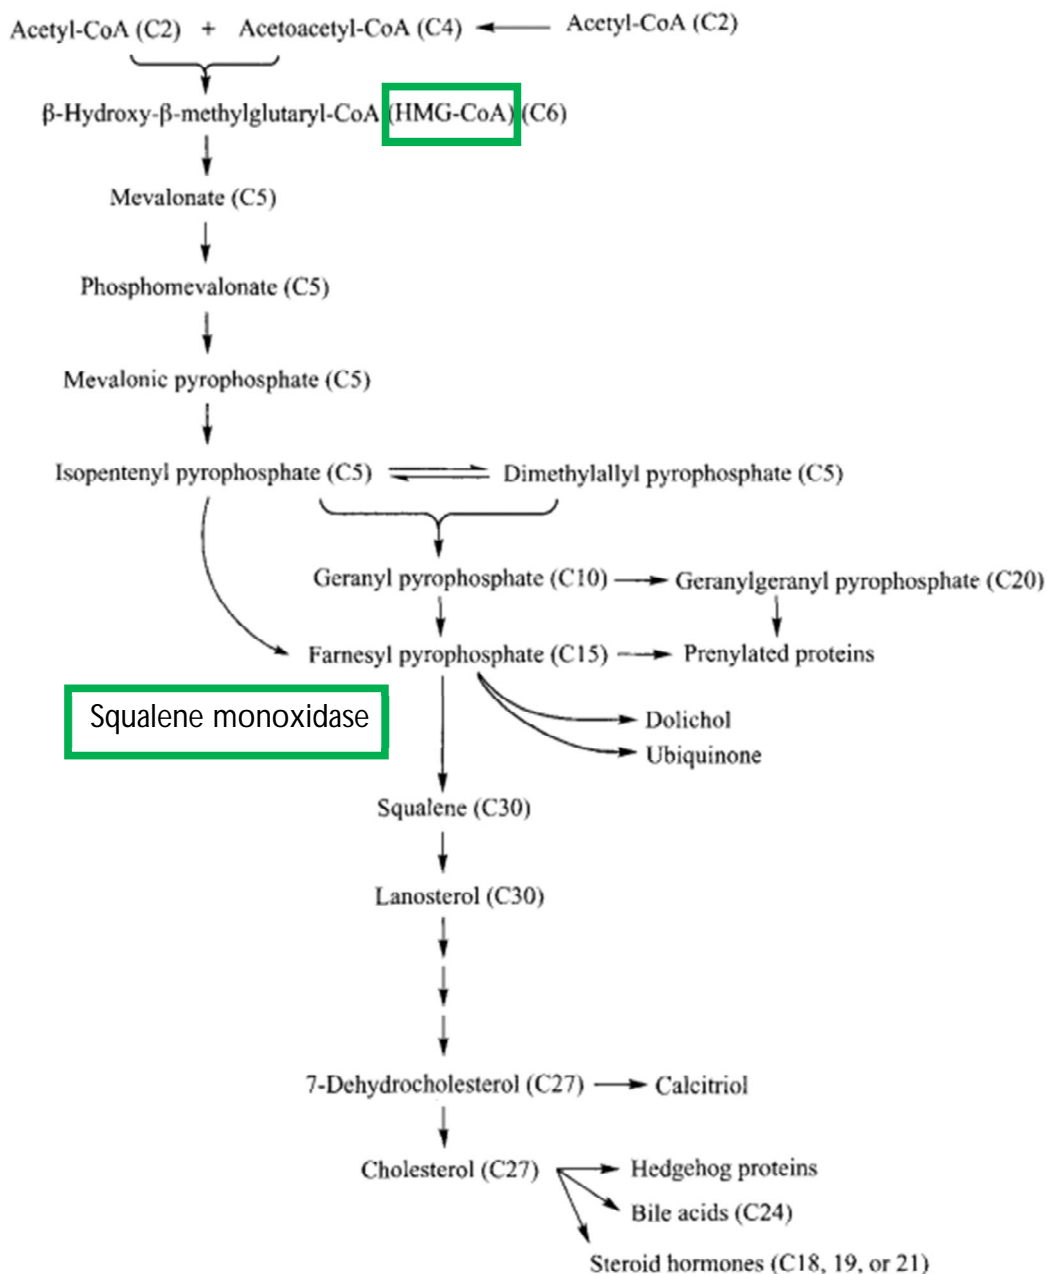 Acetyl-CoA (C2) + Acetoacetyl-CoA (C4) Acetyl-CoA (C2)
β-Hydroxy-β-methylglutaryl-CoA (HMG-CoA) (C6)
Mevalonate (C5)
Phosphomevalonate (C5)
Mevalonic pyrophosphate (C5)
Isopentenyl pyrophosphate (C5) Dimethylallyl pyrophosphate (C5)
Geranyl pyrophosphate (C10) Geranylgeranyl pyrophosphate (C20)
Farnesyl pyrophosphate (C15) Prenylated proteins
Squalene monoxidase
Dolichol
Ubiquinone
Squalene (C30)
Lanosterol (C30)
7-Dehydrocholesterol (C27) Calcitriol
Cholesterol (C27) Hedgehog proteins
Bile acids (C24)
Steroid hormones (C18, 19, or 21)